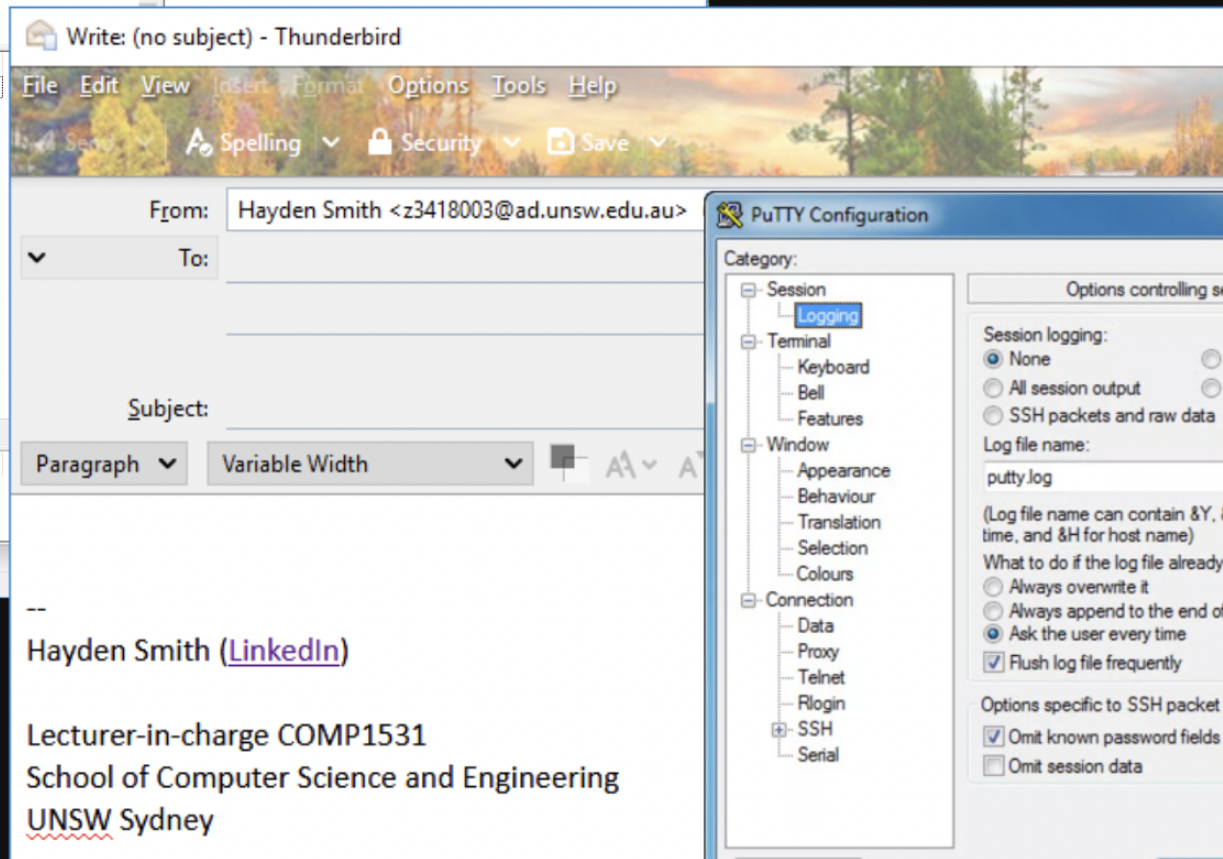 Write: (no subject) - Thunderbird
File Edit View Insert Format Options Tools Help
Send Spelling Security Save
From: Hayden Smith <z3418003@ad.unsw.edu.au>
To:
Subject:
Paragraph Variable Width
--
Hayden Smith (LinkedIn)
Lecturer-in-charge COMP1531
School of Computer Science and Engineering
UNSW Sydney
PuTTY Configuration
Category:
Session
Logging
Terminal
Keyboard
Bell
Features
Window
Appearance
Behaviour
Translation
Selection
Colours
Connection
Data
Proxy
Telnet
Rlogin
SSH
Serial
Options controlling
Session logging:
None
All session output
SSH packets and raw data
Log file name:
putty.log
(Log file name can contain &Y,
time, and &H for host name)
What to do if the log file already
Always overwrite it
Always append to the end of
Ask the user every time
Flush log file frequently
Options specific to SSH packet
Omit known password fields
Omit session data